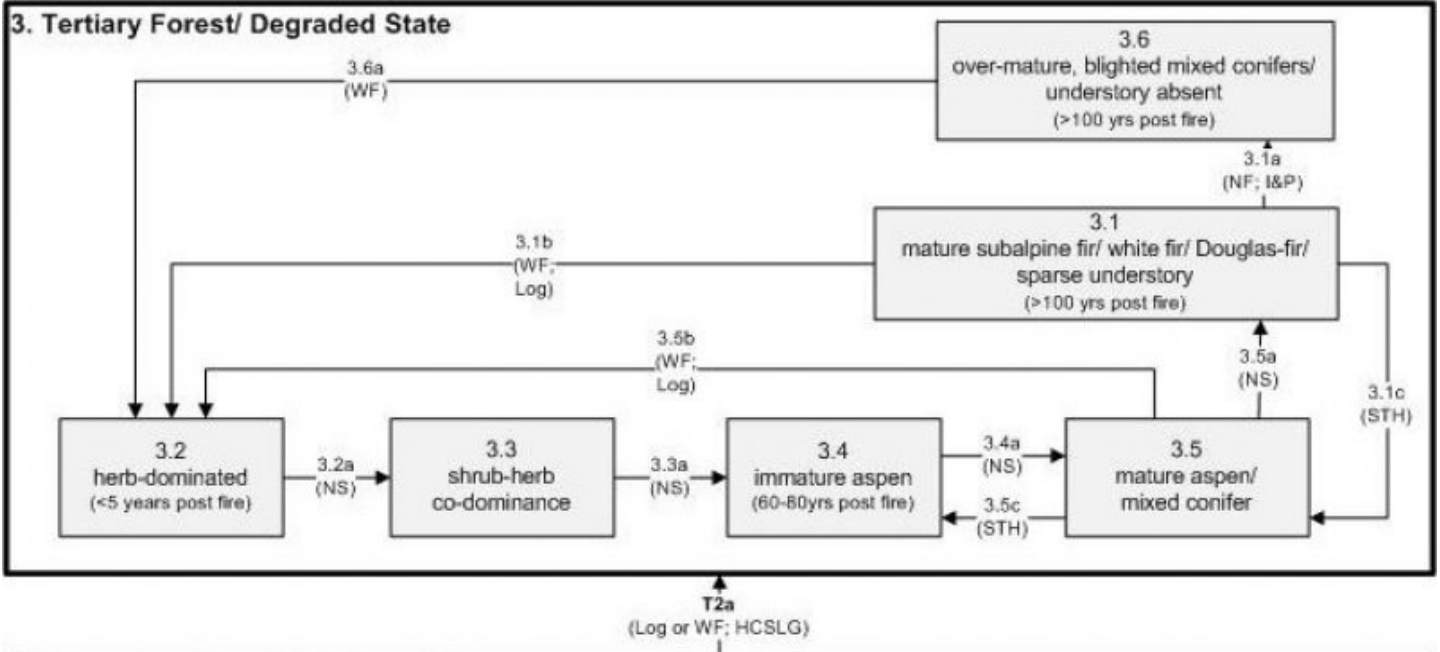 3. Tertiary Forest/ Degraded State
3.6
over-mature, blighted mixed conifers/
understory absent
(>100 yrs post fire)
3.6a
(WF)
3.1a
(NF; I&P)
3.1
mature subalpine fir/ white fir/ Douglas-fir/
sparse understory
(>100 yrs post fire)
3.1b
(WF;
Log)
3.5b
(WF;
Log)
3.5a
(NS)
3.1c
(STH)
3.2
herb-dominated
(<5 years post fire)
3.2a
(NS)
3.3
shrub-herb
co-dominance
3.3a
(NS)
3.4
immature aspen
(60-80yrs post fire)
3.4a
(NS)
3.5c
(STH)
3.5
mature aspen/
mixed conifer
T2a
(Log or WF; HCSLG)